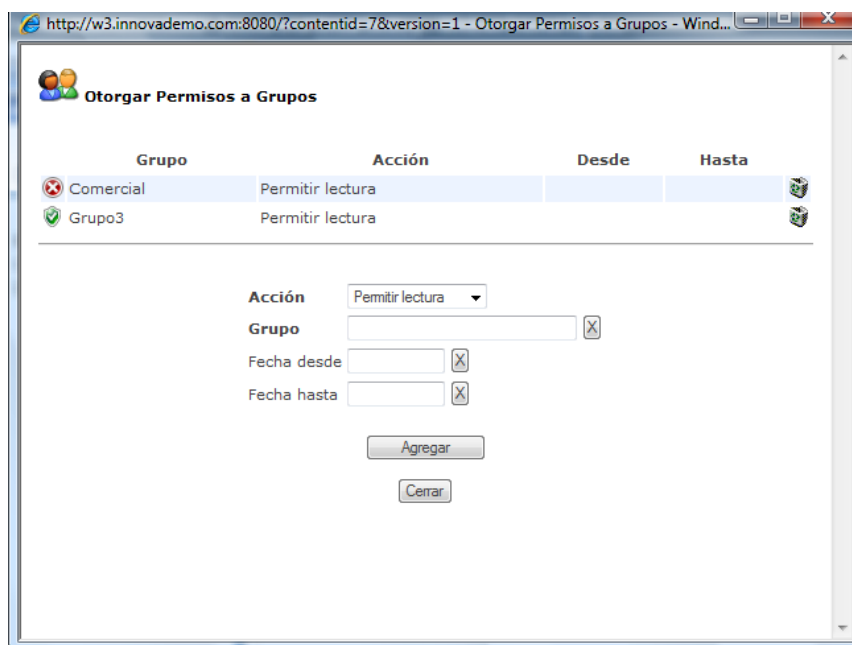 http://w3.innovademo.com:8080/?contentid=7&version=1 - Otorgar Permisos a Grupos - Wind...
Otorgar Permisos a Grupos
Grupo Acción Desde Hasta
Comercial Permitir lectura
Grupo3 Permitir lectura
Acción Permitir lectura
Grupo X
Fecha desde X
Fecha hasta X
Agregar
Cerrar